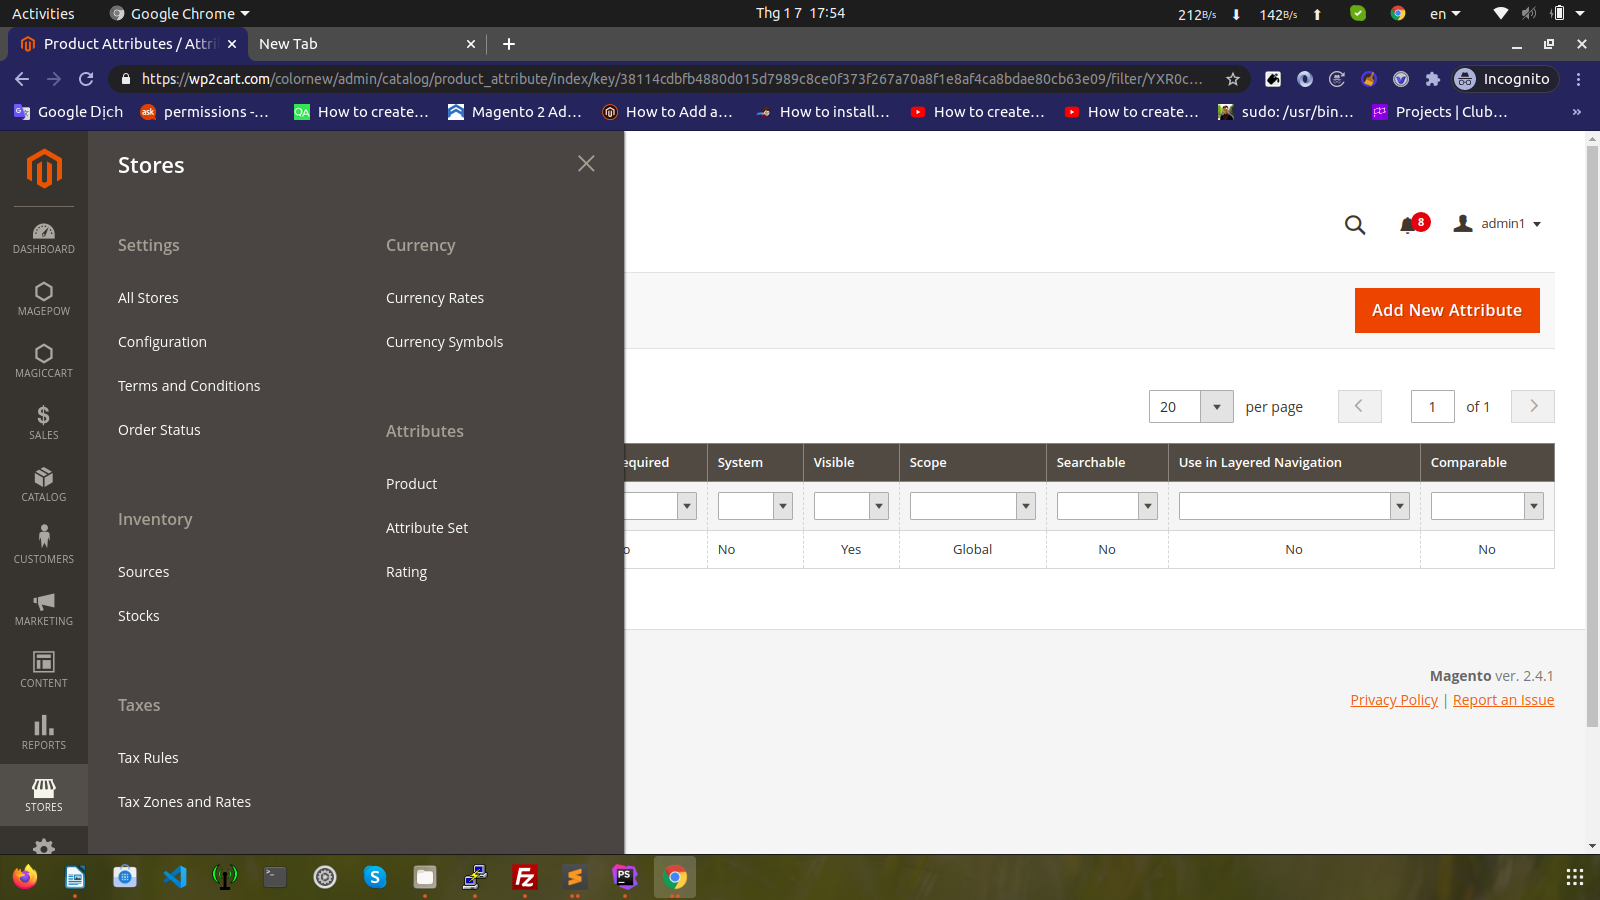 Activities
Google Chrome
Thg 1 7 17:54
212B/s
142B/s
en
Product Attributes / Attri
New Tab
https://wp2cart.com/colornew/admin/catalog/product_attribute/index/key/38114cdbfb4880d015d7989c8ce0f373f267a70a8f1e8af4ca8bdae80cb63e09/filter/YXR0c...
Incognito
Google Dịch
permissions -...
How to create...
Magento 2 Ad...
How to Add a...
How to install...
How to create...
How to create...
sudo: /usr/bin...
Projects | Club...
»
DASHBOARD
MAGEPOW
MAGICCART
SALES
CATALOG
CUSTOMERS
MARKETING
CONTENT
REPORTS
STORES
Stores
Settings
All Stores
Configuration
Terms and Conditions
Order Status
Inventory
Sources
Stocks
Taxes
Tax Rules
Tax Zones and Rates
Currency
Currency Rates
Currency Symbols
Attributes
Product
Attribute Set
Rating
8
admin1
Add New Attribute
20
per page
1
of 1
equired
System
Visible
Scope
Searchable
Use in Layered Navigation
Comparable
o
No
Yes
Global
No
No
No
Magento ver. 2.4.1
Privacy Policy | Report an Issue